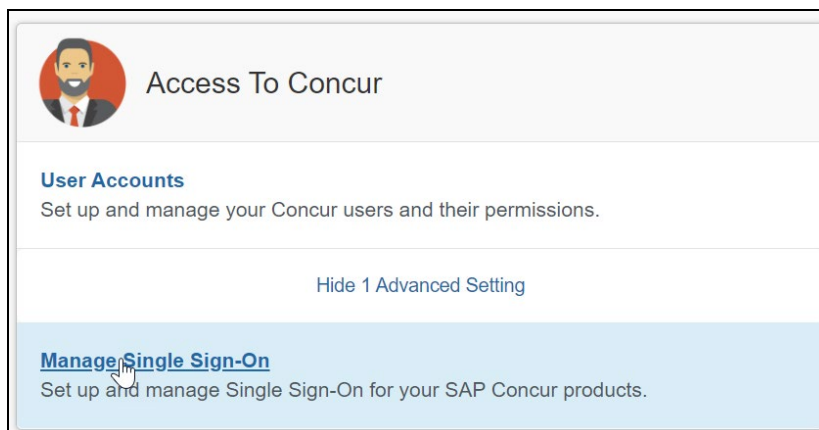 Access To Concur
User Accounts
Set up and manage your Concur users and their permissions.
Hide 1 Advanced Setting
Manage Single Sign-On
Set up and manage Single Sign-On for your SAP Concur products.